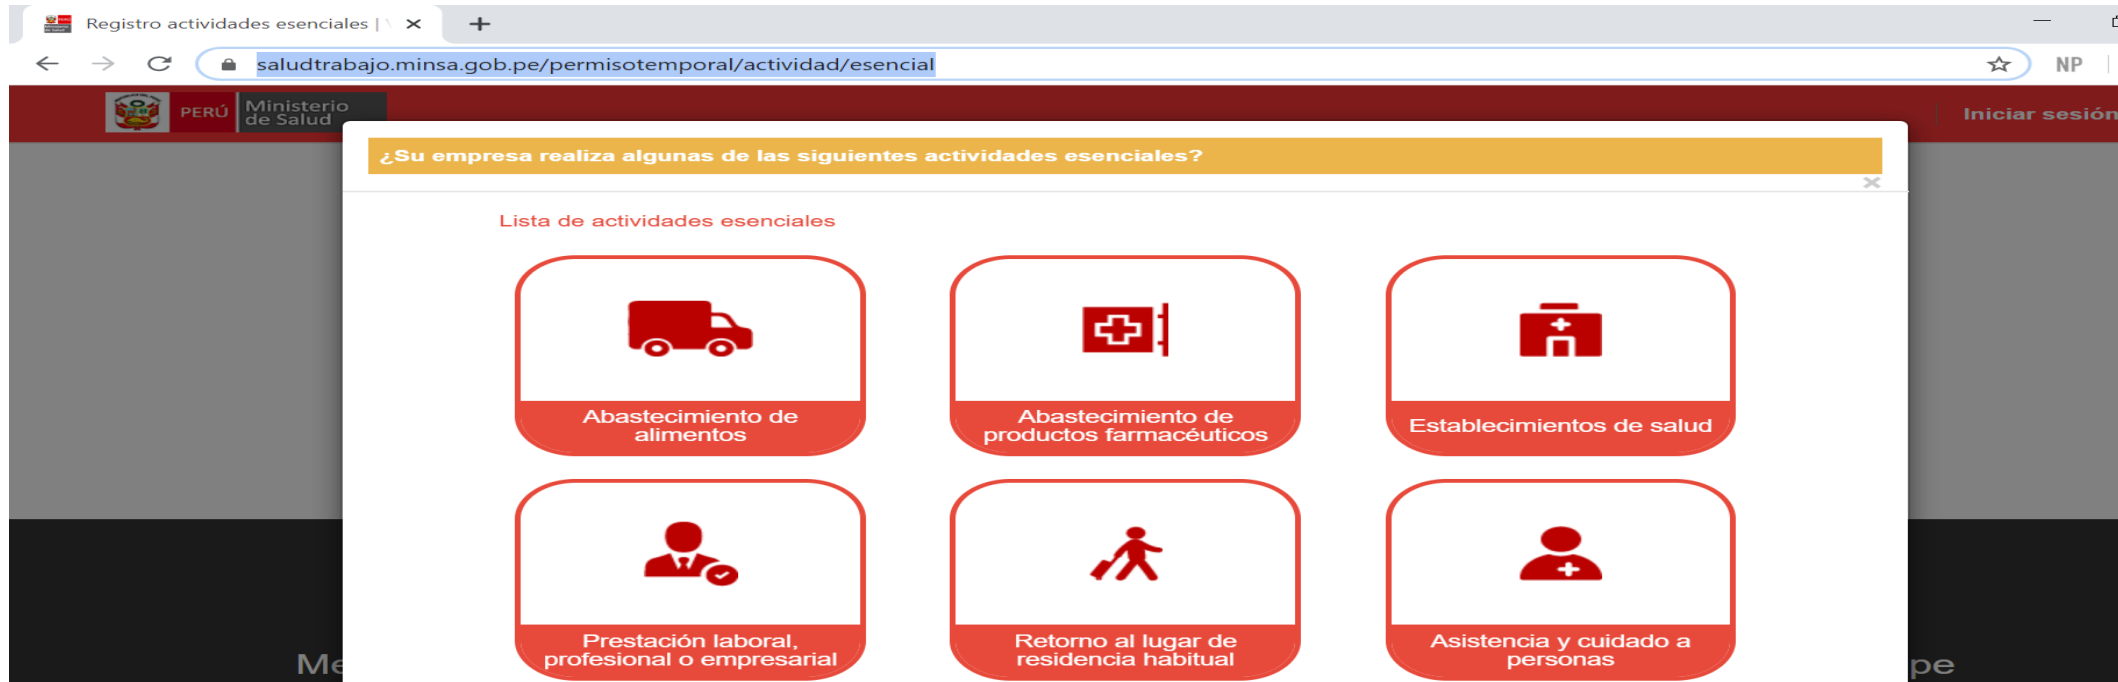 Registro actividades esenciales |
saludtrabajo.minsa.gob.pe/permisotemporal/actividad/esencial
NP
PERÚ
Ministerio
de Salud
Iniciar sesión
¿Su empresa realiza algunas de las siguientes actividades esenciales?
Lista de actividades esenciales
Abastecimiento de
alimentos
Abastecimiento de
productos farmacéuticos
Establecimientos de salud
Prestación laboral,
profesional o empresarial
Retorno al lugar de
residencia habitual
Asistencia y cuidado a
personas
Me
pe